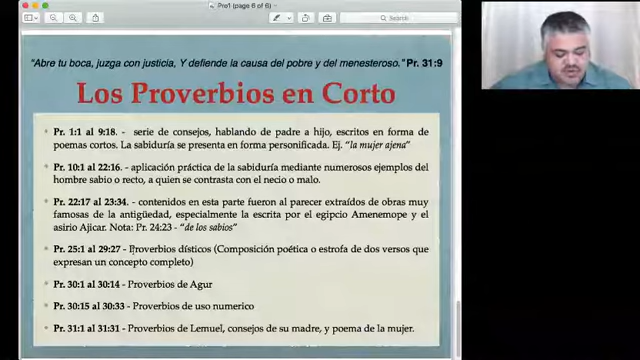 Pre1 (page 6 of 6)
Search
"Abre tu boca, juzga con justicia, Y defiende la causa del pobre y del menesteroso." Pr. 31:9
Los Proverbios en Corto
Pr. 1:1 al 9:18. - serie de consejos, hablando de padre a hijo, escritos en forma de
poemas cortos. La sabiduría se presenta en forma personificada. Ej. "la mujer ajena"
Pr. 10:1 al 22:16. - aplicación práctica de la sabiduría mediante numerosos ejemplos del
hombre sabio o recto, a quien se contrasta con el necio o malo.
Pr. 22:17 al 23:34. - contenidos en esta parte fueron al parecer extraídos de obras muy
famosas de la antigüedad, especialmente la escrita por el egipcio Amenemope y el
asirio Ajicar. Nota: Pr. 24:23 - "de los sabios"
Pr. 25:1 al 29:27 - Proverbios dísticos (Composición poética o estrofa de dos versos que
expresan un concepto completo)
Pr. 30:1 al 30:14 - Proverbios de Agur
Pr. 30:15 al 30:33 - Proverbios de uso numerico
Pr. 31:1 al 31:31 - Proverbios de Lemuel, consejos de su madre, y poema de la mujer.